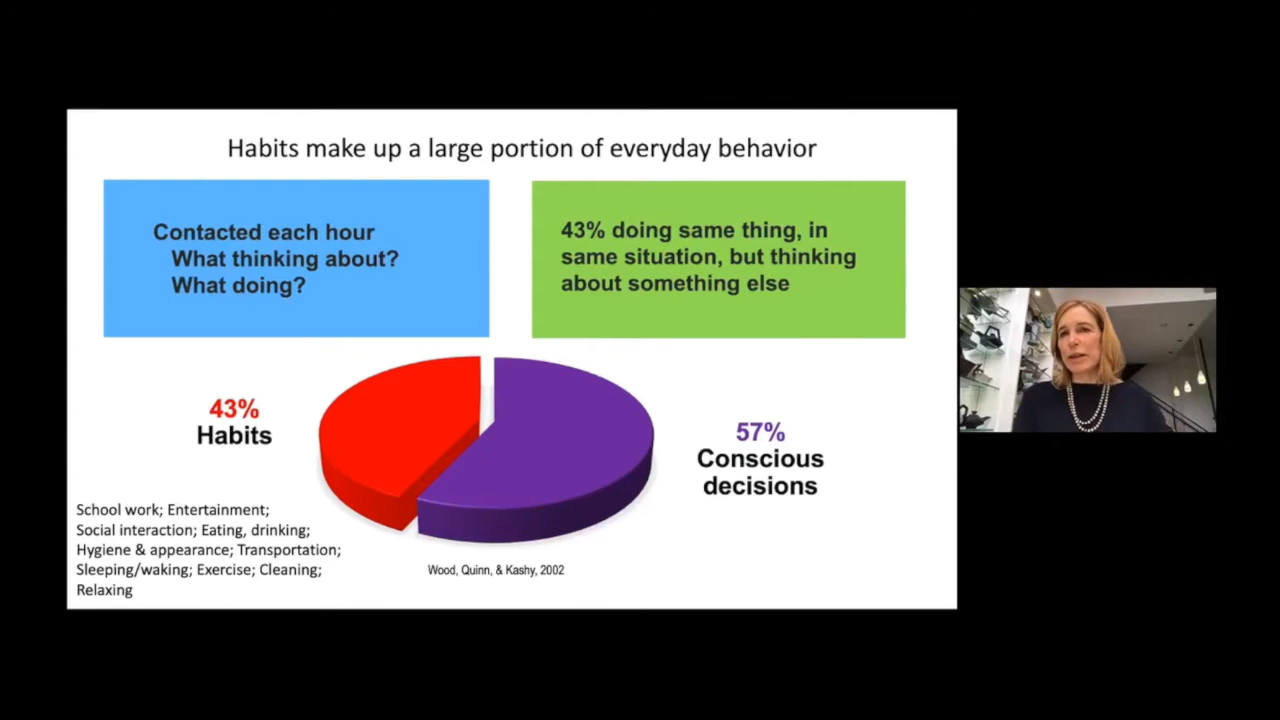 Habits make up a large portion of everyday behavior
Contacted each hour
What thinking about?
What doing?
43% doing same thing, in
same situation, but thinking
about something else
43%
Habits
57%
Conscious
decisions
School work; Entertainment;
Social interaction; Eating, drinking;
Hygiene & appearance; Transportation;
Sleeping/waking; Exercise; Cleaning;
Relaxing
Wood, Quinn, & Kashy, 2002